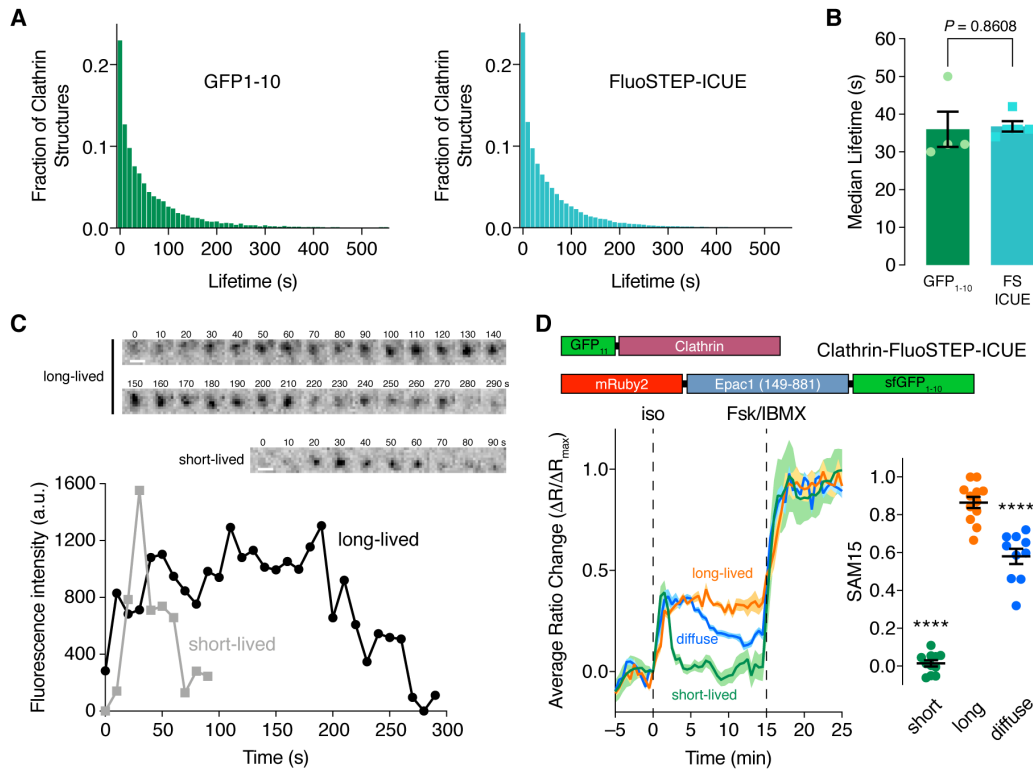 A
GFP1-10
Fraction of Clathrin
Structures
0.2
0.1
0.0
0 100 200 300 400 500
Lifetime (s)
FluoSTEP-ICUE
Fraction of Clathrin
Structures
0.2
0.1
0.0
0 100 200 300 400 500
Lifetime (s)
B
P = 0.8608
Median Lifetime (s)
60
50
40
30
20
10
0
GFP1-10
FS
ICUE
C
long-lived
0 10 20 30 40 50 60 70 80 90 100 110 120 130 140
150 160 170 180 190 200 210 220 230 240 250 260 270 280 290 s
short-lived
0 10 20 30 40 50 60 70 80 90 s
Fluorescence intensity (a.u.)
1600
1200
800
400
0
long-lived
short-lived
0 50 100 150 200 250 300
Time (s)
D
GFP11 Clathrin
Clathrin-FluoSTEP-ICUE
mRuby2 Epac1 (149-881) sfGFP1-10
iso Fsk/IBMX
Average Ratio Change (ΔR/ΔRmax)
1.0
0.5
0.0
long-lived
diffuse
short-lived
−5 0 5 10 15 20 25
Time (min)
SAM15
1.0
0.8
0.6
0.4
0.2
0.0
****
****
short long diffuse